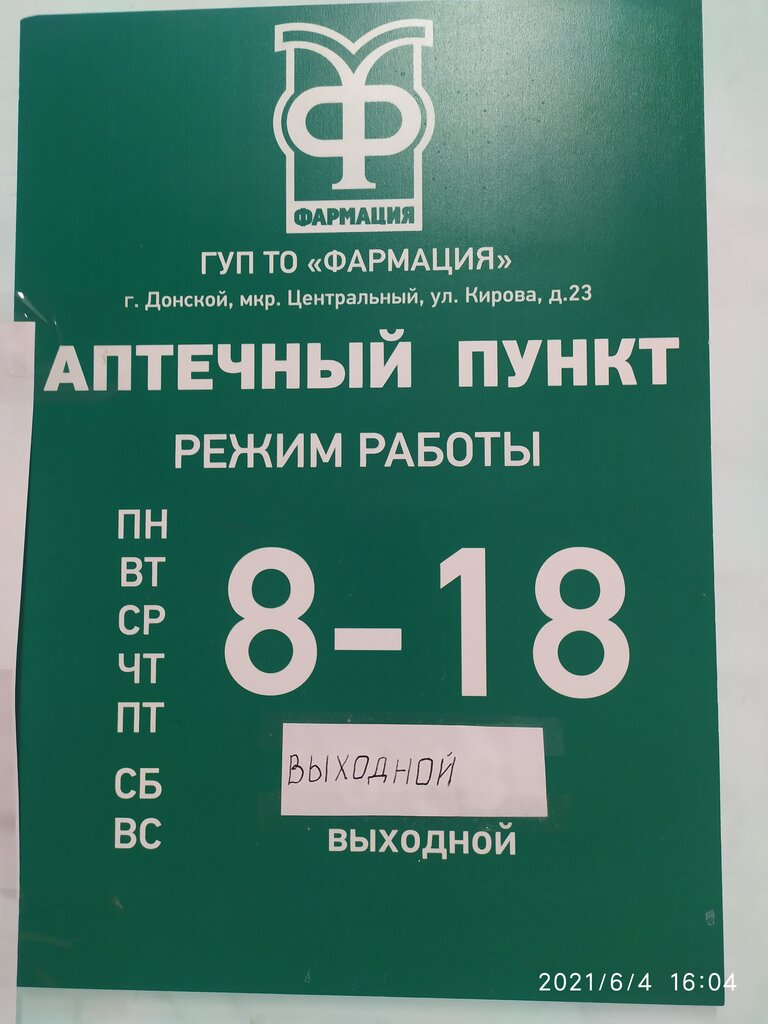 ФАРМАЦИЯ
ГУП ТО «ФАРМАЦИЯ»
г. Донской, мкр. Центральный, ул. Кирова, д.23
АПТЕЧНЫЙ ПУНКТ
РЕЖИМ РАБОТЫ
ПН
ВТ
СР
ЧТ
ПТ
8-18
СБ ВЫХОДНОЙ
ВС выходной
2021/6/4 16:04